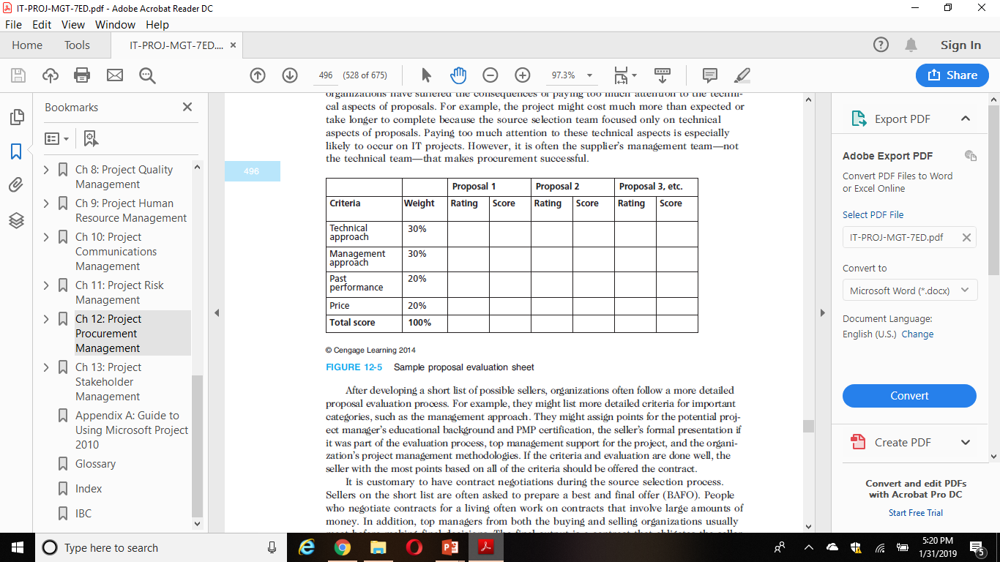 IT-PROJ-MGT-7ED.pdf - Adobe Acrobat Reader DC
File Edit View Window Help
Home Tools IT-PROJ-MGT-7ED.... × Sign In
496 (528 of 675) 97.3% Share
Bookmarks
Ch 8: Project Quality
Management
Ch 9: Project Human
Resource Management
Ch 10: Project
Communications
Management
Ch 11: Project Risk
Management
Ch 12: Project
Procurement
Management
Ch 13: Project
Stakeholder
Management
Appendix A: Guide to
Using Microsoft Project
2010
Glossary
Index
IBC
organizations have suffered the consequences of paying too much attention to the techni-
cal aspects of proposals. For example, the project might cost much more than expected or
take longer to complete because the source selection team focused only on technical
aspects of proposals. Paying too much attention to these technical aspects is especially
likely to occur on IT projects. However, it is often the supplier's management team—not
the technical team—that makes procurement successful.
496
Proposal 1 Proposal 2 Proposal 3, etc.
Criteria Weight Rating Score Rating Score Rating Score
Technical
approach 30%
Management
approach 30%
Past
performance 20%
Price 20%
Total score 100%
© Cengage Learning 2014
FIGURE 12-5 Sample proposal evaluation sheet
After developing a short list of possible sellers, organizations often follow a more detailed
proposal evaluation process. For example, they might list more detailed criteria for important
categories, such as the management approach. They might assign points for the potential proj-
ect manager's educational background and PMP certification, the seller's formal presentation if
it was part of the evaluation process, top management support for the project, and the organi-
zation's project management methodologies. If the criteria and evaluation are done well, the
seller with the most points based on all of the criteria should be offered the contract.
It is customary to have contract negotiations during the source selection process.
Sellers on the short list are often asked to prepare a best and final offer (BAFO). People
who negotiate contracts for a living often work on contracts that involve large amounts of
money. In addition, top managers from both the buying and selling organizations usually
Export PDF
Adobe Export PDF
Convert PDF Files to Word
or Excel Online
Select PDF File
IT-PROJ-MGT-7ED.pdf
Convert to
Microsoft Word (*.docx)
Document Language:
English (U.S.) Change
Convert
Create PDF
Convert and edit PDFs
with Acrobat Pro DC
Start Free Trial
Type here to search
5:20 PM
1/31/2019
5